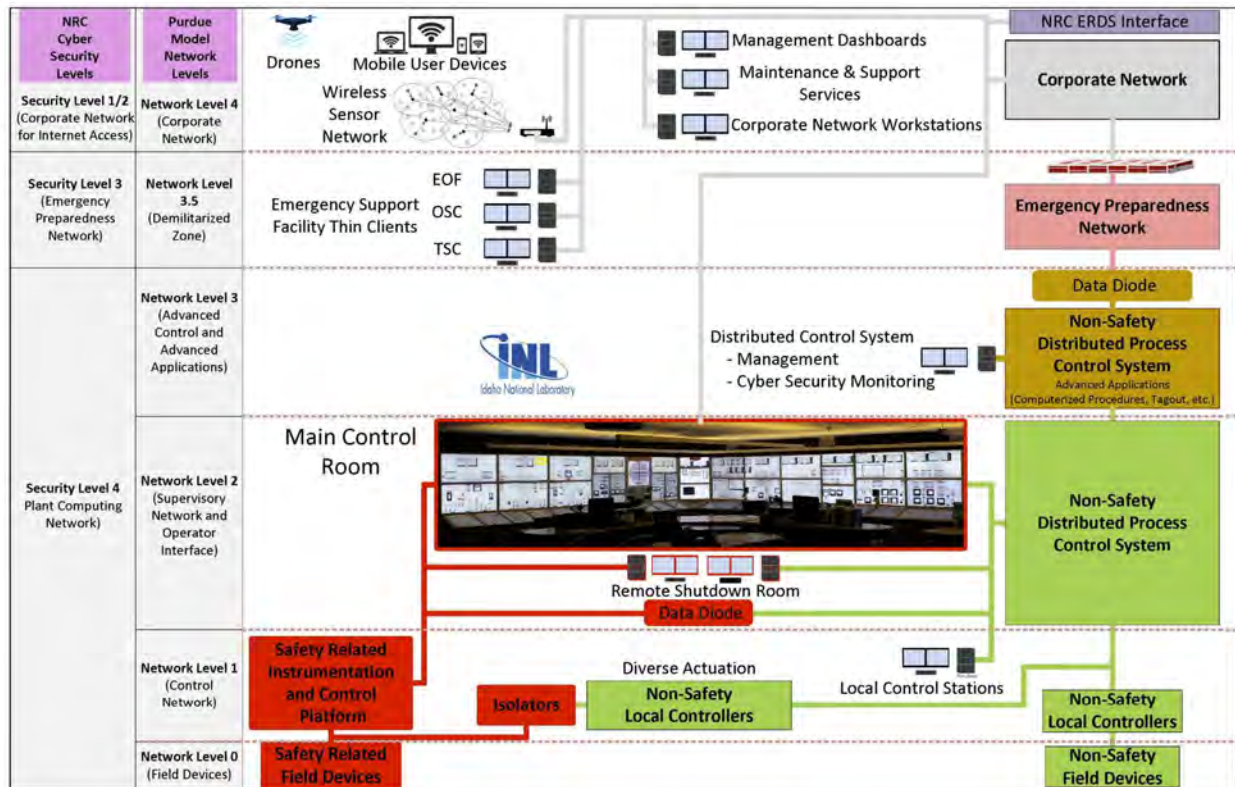 NRC
Cyber
Security
Levels
Purdue
Model
Network
Levels
Drones
Mobile User Devices
Wireless
Sensor
Network
Management Dashboards
Maintenance & Support
Services
Corporate Network Workstations
NRC ERDS Interface
Corporate Network
Security Level 1/2
(Corporate Network
for Internet Access)
Network Level 4
(Corporate
Network)
Security Level 3
(Emergency
Preparedness
Network)
Network Level
3.5
(Demilitarized
Zone)
Emergency Support
Facility Thin Clients
EOF
OSC
TSC
Emergency Preparedness
Network
Network Level 3
(Advanced
Control and
Advanced
Applications)
INL
Idaho National Laboratory
Distributed Control System
- Management
- Cyber Security Monitoring
Data Diode
Non-Safety
Distributed Process
Control System
Advanced Applications
(Computerized Procedures, Tagout, etc.)
Security Level 4
Plant Computing
Network)
Network Level 2
(Supervisory
Network and
Operator
Interface)
Main Control
Room
Remote Shutdown Room
Data Diode
Non-Safety
Distributed Process
Control System
Network Level 1
(Control
Network)
Safety Related
Instrumentation
and Control
Platform
Isolators
Diverse Actuation
Non-Safety
Local Controllers
Local Control Stations
Non-Safety
Local Controllers
Network Level 0
(Field Devices)
Safety Related
Field Devices
Non-Safety
Field Devices